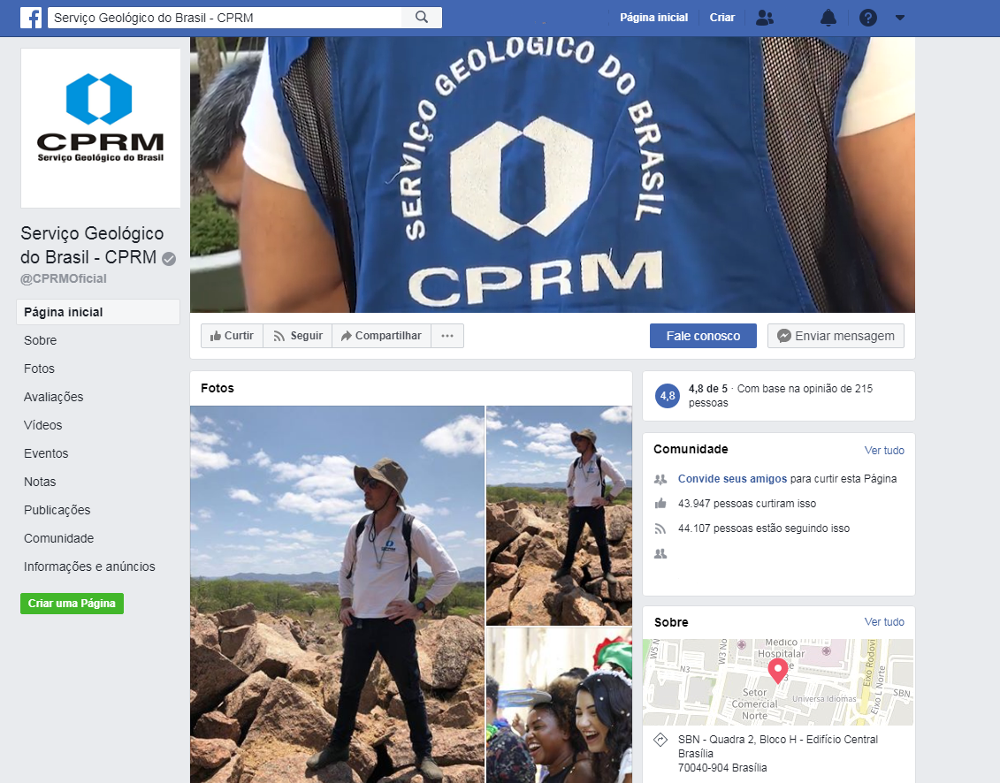 Serviço Geológico do Brasil - CPRM
Página inicial
Criar
CPRM
Serviço Geológico do Brasil
SERVIÇO GEOLÓGICO DO BRASIL
CPRM
Serviço Geológico
do Brasil - CPRM
@CPRMOficial
Página inicial
Sobre
Fotos
Avaliações
Vídeos
Eventos
Notas
Publicações
Comunidade
Informações e anúncios
Criar uma Página
Curtir
Seguir
Compartilhar
Fale conosco
Enviar mensagem
Fotos
CPRM
4,8
4,8 de 5 · Com base na opinião de 215
pessoas
Comunidade
Ver tudo
Convide seus amigos para curtir esta Página
43.947 pessoas curtiram isso
44.107 pessoas estão seguindo isso
Sobre
Ver tudo
W5 N
W3 No
Médico
Hospitalar
N3
Setor
Comercial
Norte
Universa Idiomas
Eixo Rodovi
Eixo L Norte
SBN
SBN - Quadra 2, Bloco H - Edifício Central
Brasília
70040-904 Brasília